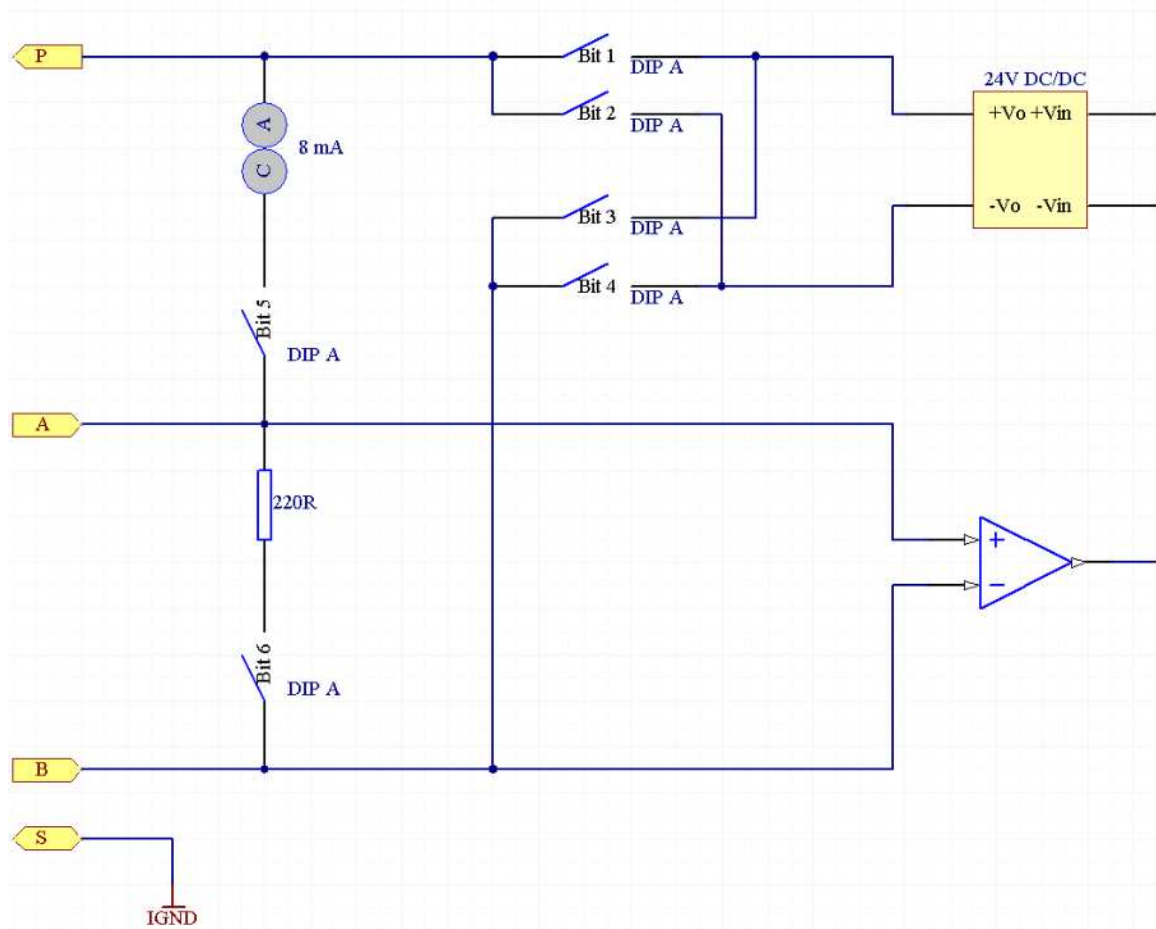 P
Bit 1
DIP A
24V DC/DC
A
8 mA
Bit 2
DIP A
+Vo +Vin
C
Bit 3
DIP A
-Vo -Vin
Bit 4
DIP A
Bit 5
DIP A
A
220R
+
-
Bit 6
DIP A
B
S
IGND